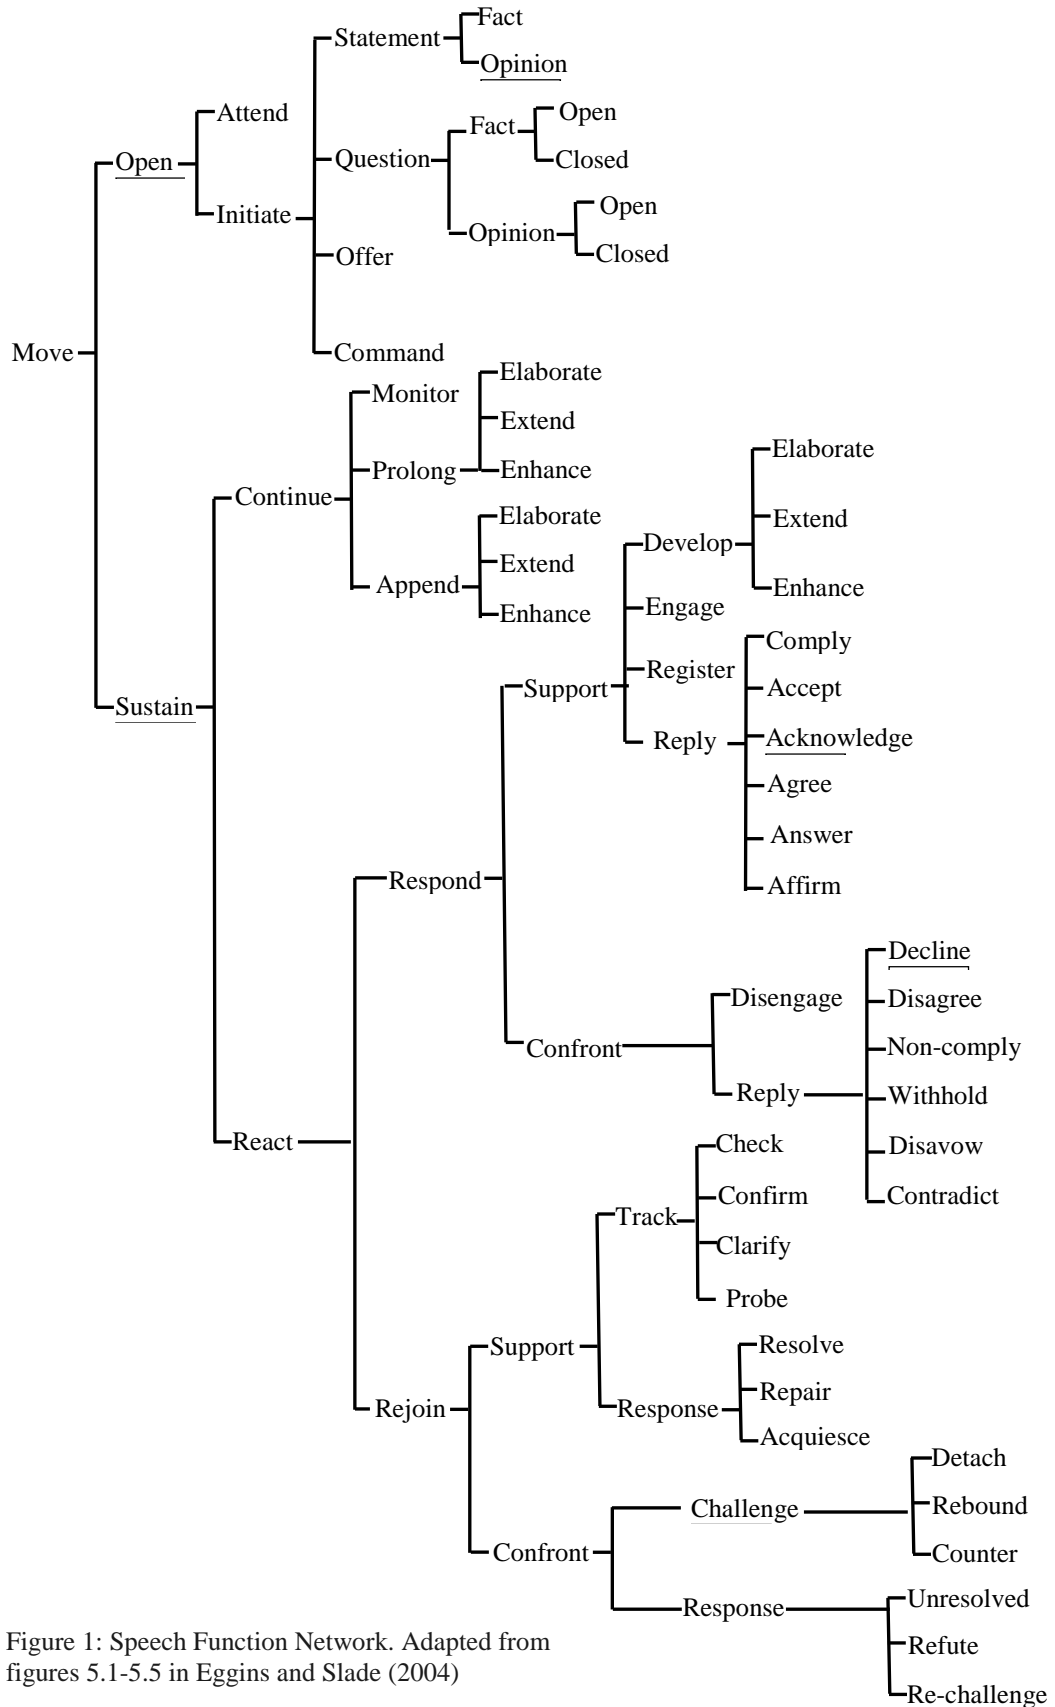 Fact
Statement
Opinion
Attend
Open
Fact
Question
Closed
Open
Open
Initiate
Opinion
Closed
Offer
Move
Command
Elaborate
Monitor
Extend
Elaborate
Prolong
Enhance
Continue
Elaborate
Extend
Develop
Extend
Append
Enhance
Enhance
Engage
Comply
Register
Support
Accept
Sustain
Reply
Acknowledge
Agree
Answer
Respond
Affirm
Decline
Disengage
Disagree
Confront
Non-comply
Reply
Withhold
React
Check
Disavow
Confirm
Contradict
Track
Clarify
Probe
Support
Resolve
Repair
Rejoin
Response
Acquiesce
Detach
Challenge
Rebound
Confront
Counter
Response
Unresolved
Refute
Re-challenge
Figure 1: Speech Function Network. Adapted from
figures 5.1-5.5 in Eggins and Slade (2004)